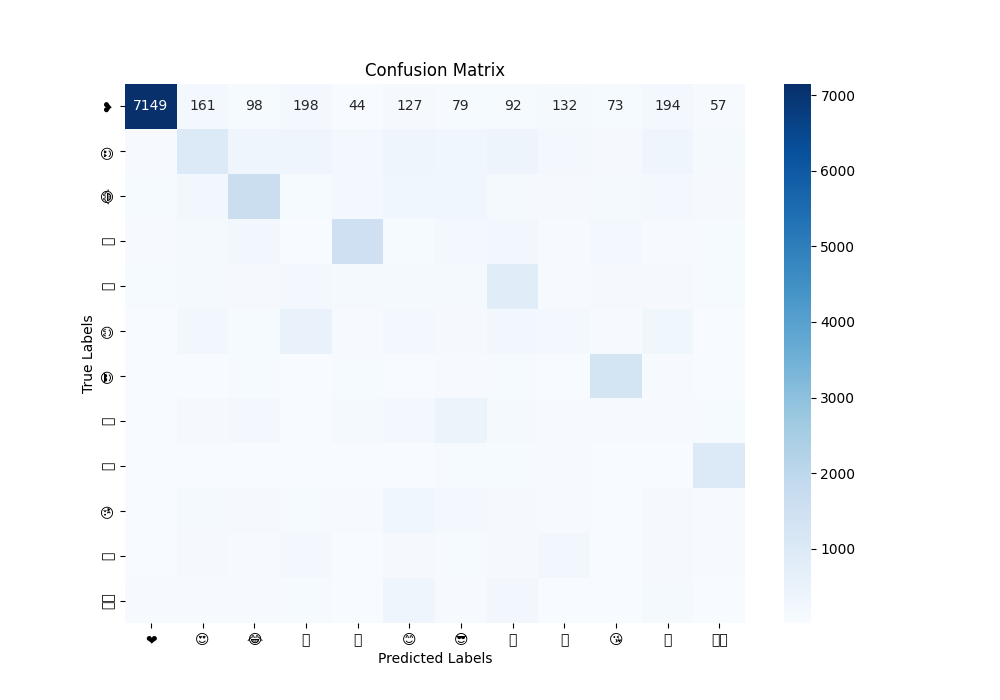 Confusion Matrix
7149 161 98 198 44 127 79 92 132 73 194 57
True Labels
❤ 😍 😂 😊 😎 😘
Predicted Labels
7000
6000
5000
4000
3000
2000
1000